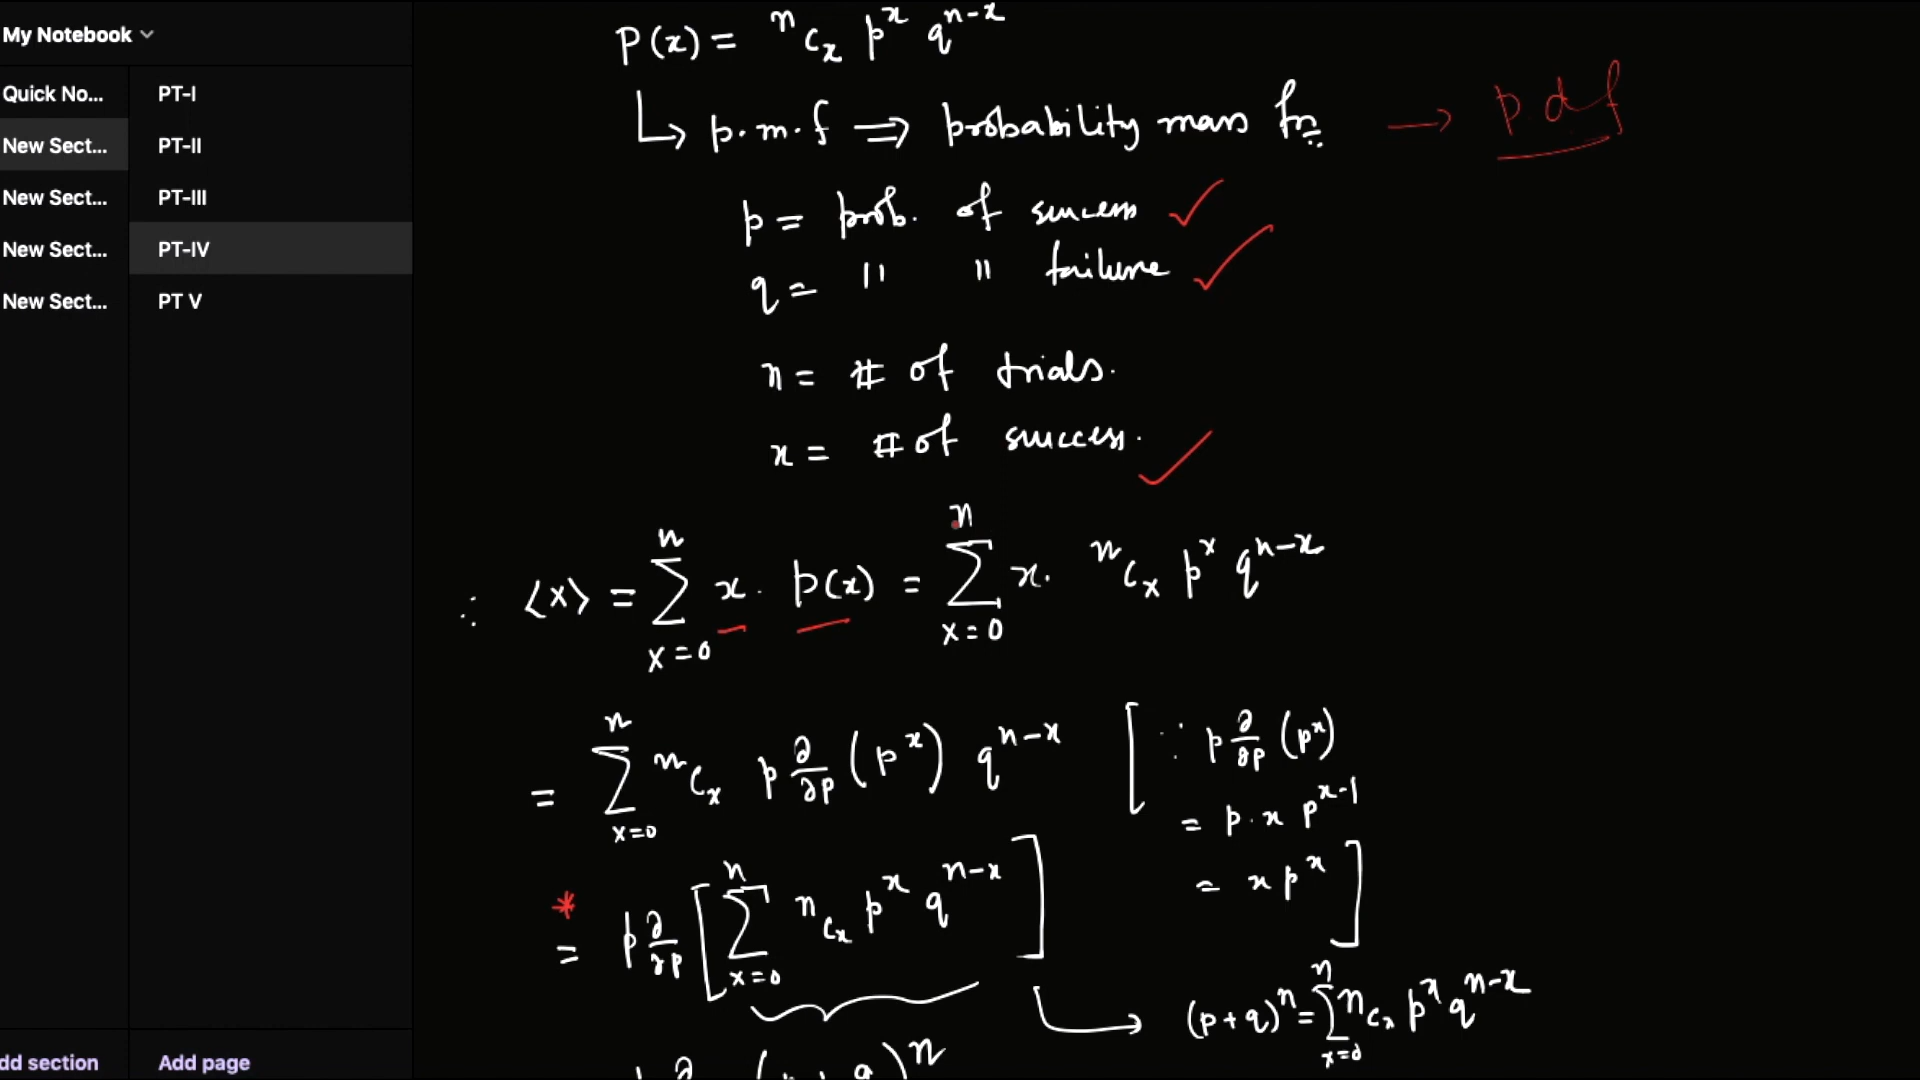 My Notebook
Quick No...
New Sect...
New Sect...
New Sect...
New Sect...
PT-I
PT-II
PT-III
PT-IV
PT V
dd section
Add page
P(x) = ⁿCₓ pˣ qⁿ⁻ˣ
↳ p.m.f ⇒ probability mass fn → p.d.f
p = prob. of success ✓
q = " " failure ✓
n = # of trials.
x = # of success. ✓
∴ ⟨x⟩ = Σ_{x=0}^{n} x. p(x) = Σ_{x=0}^{n} x. ⁿCₓ pˣ qⁿ⁻ˣ
= Σ_{x=0}^{n} ⁿCₓ p ∂/∂p (pˣ) qⁿ⁻ˣ [ ∵ p ∂/∂p (pˣ)
= p.x pˣ⁻¹
= x pˣ ]
* = p ∂/∂p [ Σ_{x=0}^{n} ⁿCₓ pˣ qⁿ⁻ˣ ]
→ (p+q)ⁿ = Σ_{x=0}^{n} ⁿCₓ pˣ qⁿ⁻ˣ